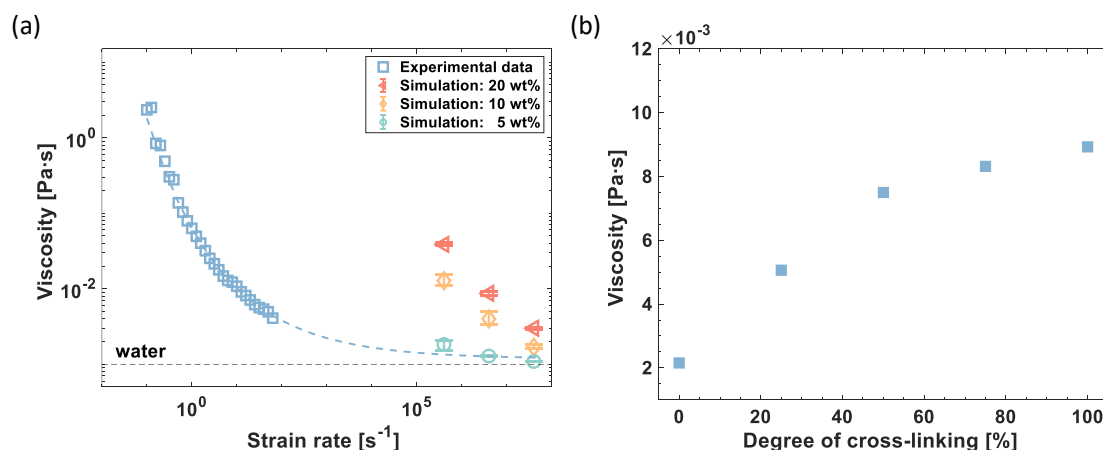 (a)
Viscosity [Pa·s]
10^0
10^-2
water
Experimental data
Simulation: 20 wt%
Simulation: 10 wt%
Simulation: 5 wt%
10^0
10^5
Strain rate [s^-1]
(b)
×10^-3
Viscosity [Pa·s]
12
10
8
6
4
2
0 20 40 60 80 100
Degree of cross-linking [%]